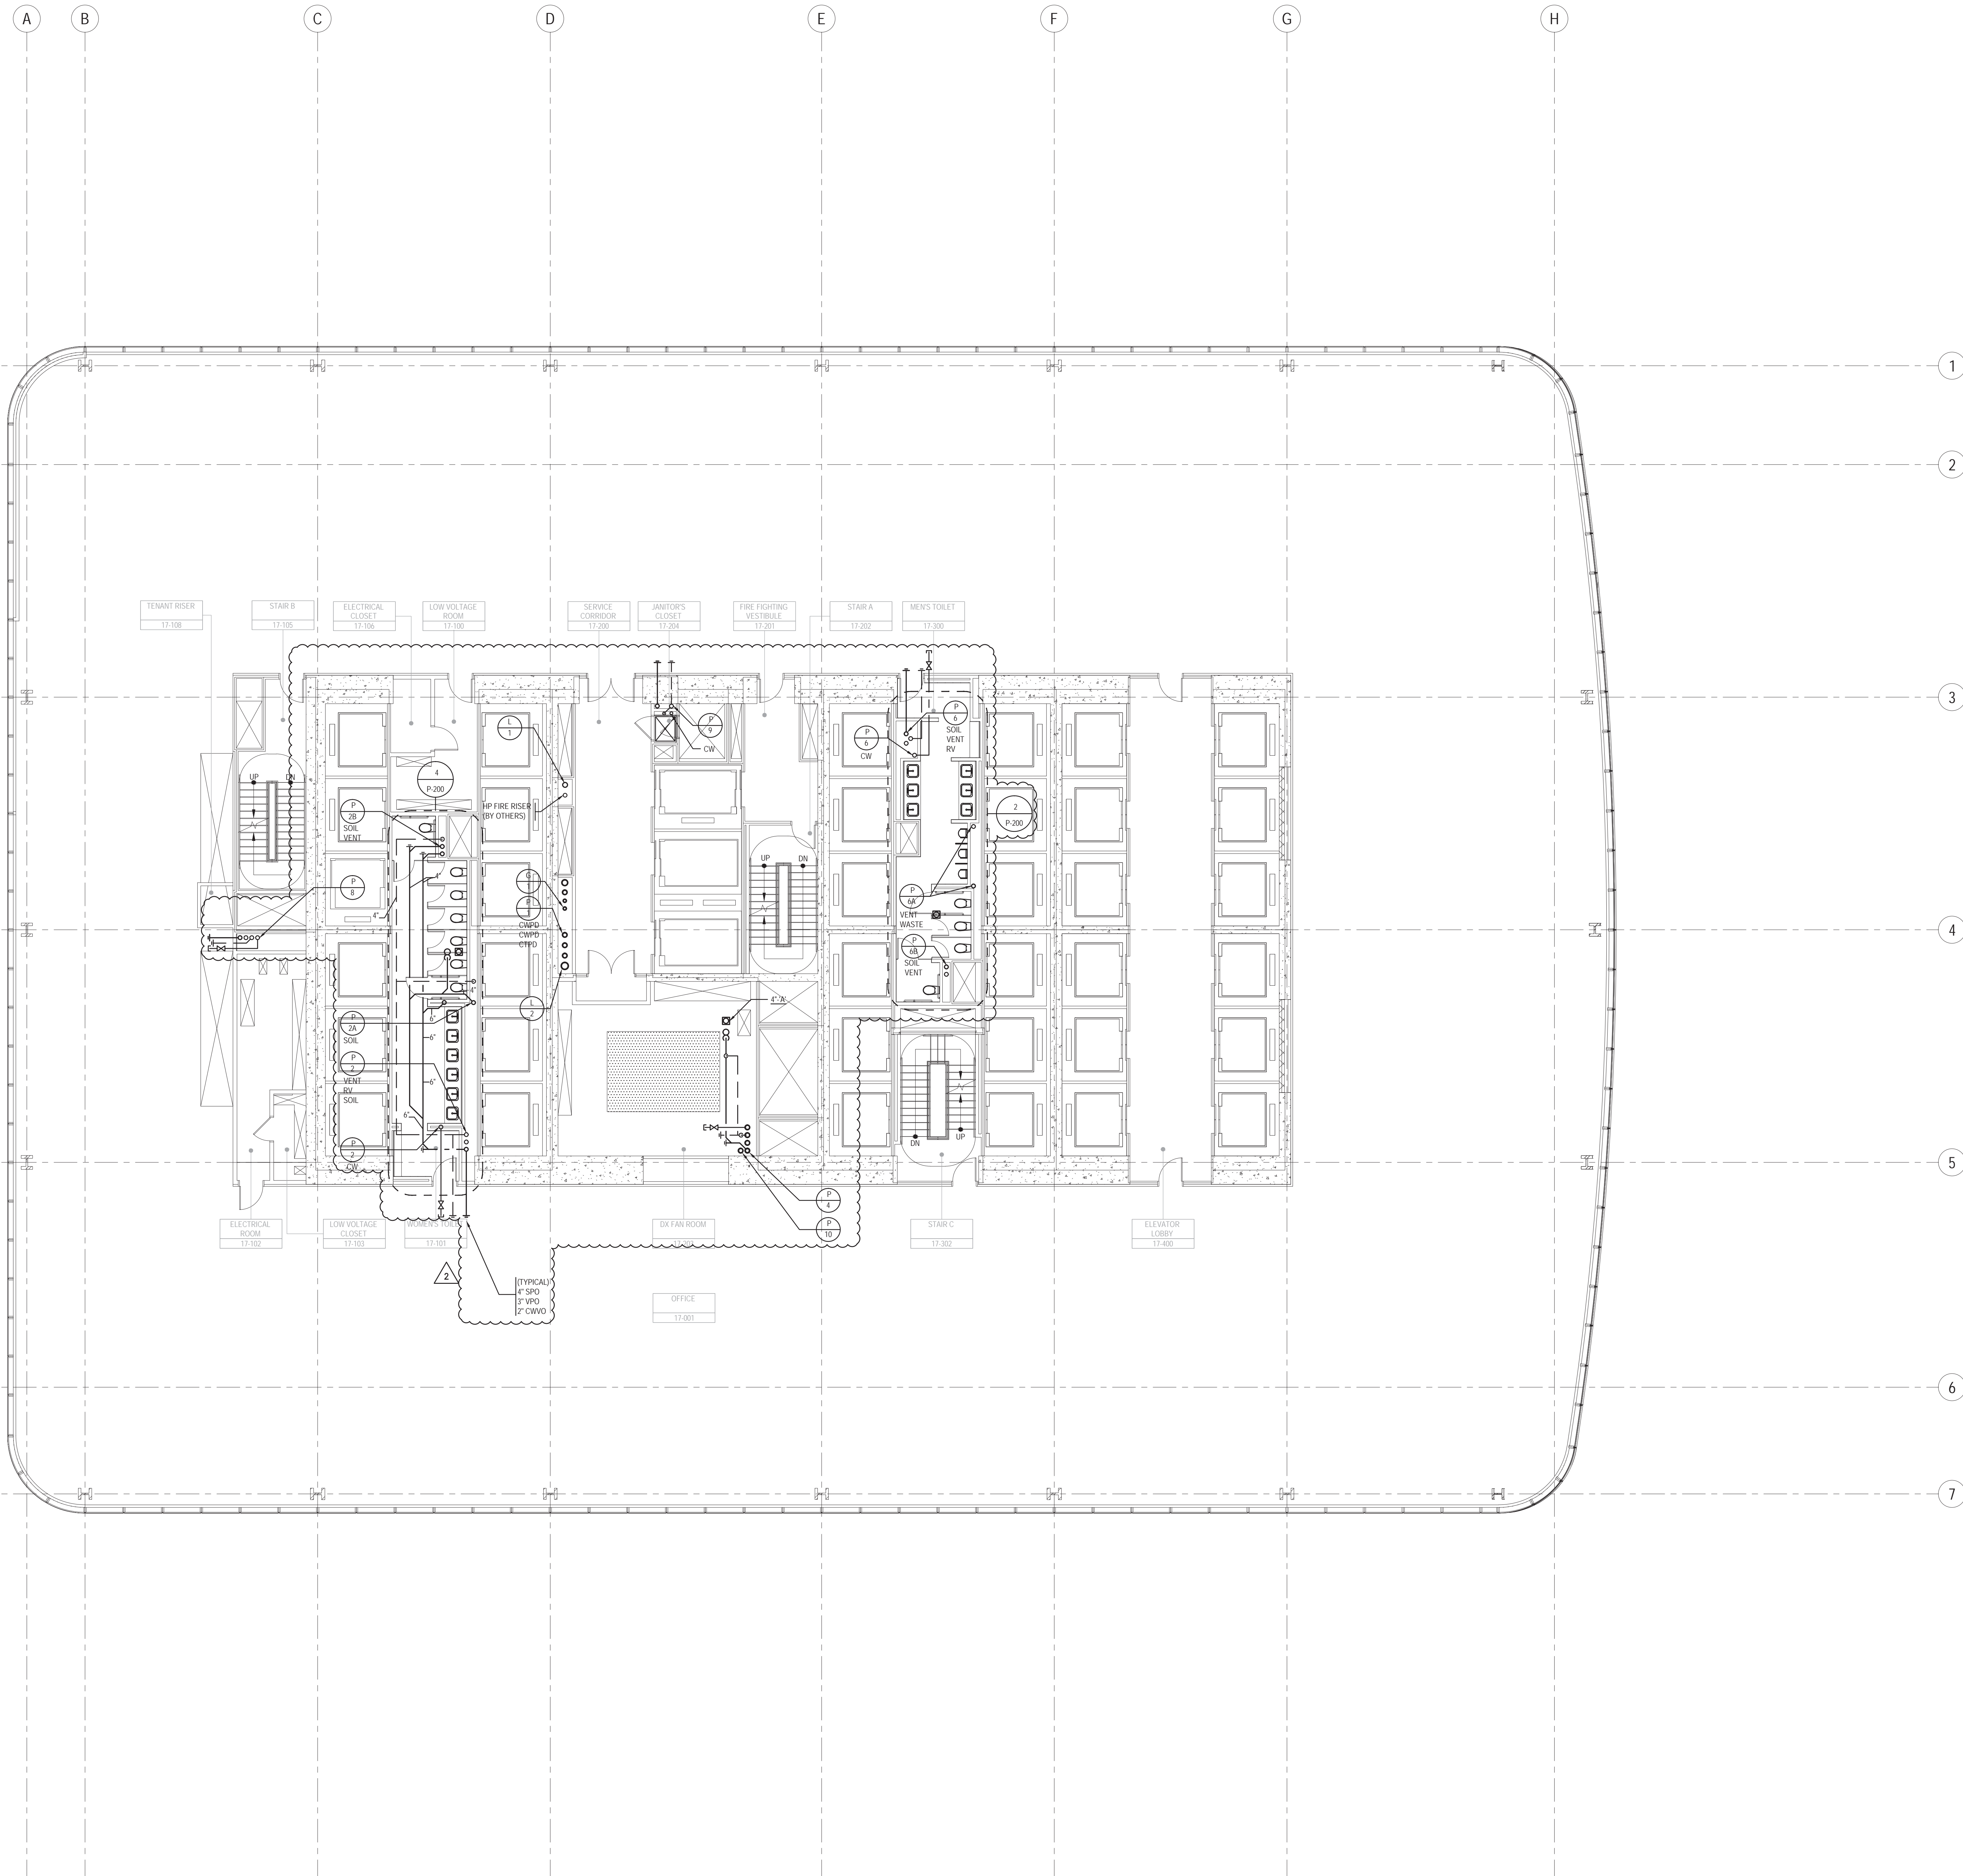 A
B
C
D
E
F
G
H
1
2
3
4
5
6
7
TENANT RISER
17-108
STAIR B
17-105
ELECTRICAL
CLOSET
17-106
LOW VOLTAGE
ROOM
17-100
SERVICE
CORRIDOR
17-200
JANITOR'S
CLOSET
17-204
FIRE FIGHTING
VESTIBULE
17-201
STAIR A
17-202
MEN'S TOILET
17-300
L
1
P
9
CW
P
6
CW
P
6
SOIL
VENT
RV
UP
DN
4
P-200
HP FIRE RISER
(BY OTHERS)
P
2B
SOIL
VENT
2
P-200
4"
P
8
4"
G
1
P
1
CWPD
CWPD
CTPD
UP
DN
P
6A
VENT
WASTE
P
6B
SOIL
VENT
4"
L
2
4"-'A'
P
2A
SOIL
6"
6"
P
2
VENT
RV
SOIL
6"
6"
P
2
CW
DN
UP
P
4
P
10
ELECTRICAL
ROOM
17-102
LOW VOLTAGE
CLOSET
17-103
WOMEN'S TOILET
17-101
DX FAN ROOM
STAIR C
17-302
ELEVATOR
LOBBY
17-400
2
(TYPICAL)
4" SPO
3" VPO
2" CWVO
OFFICE
17-001